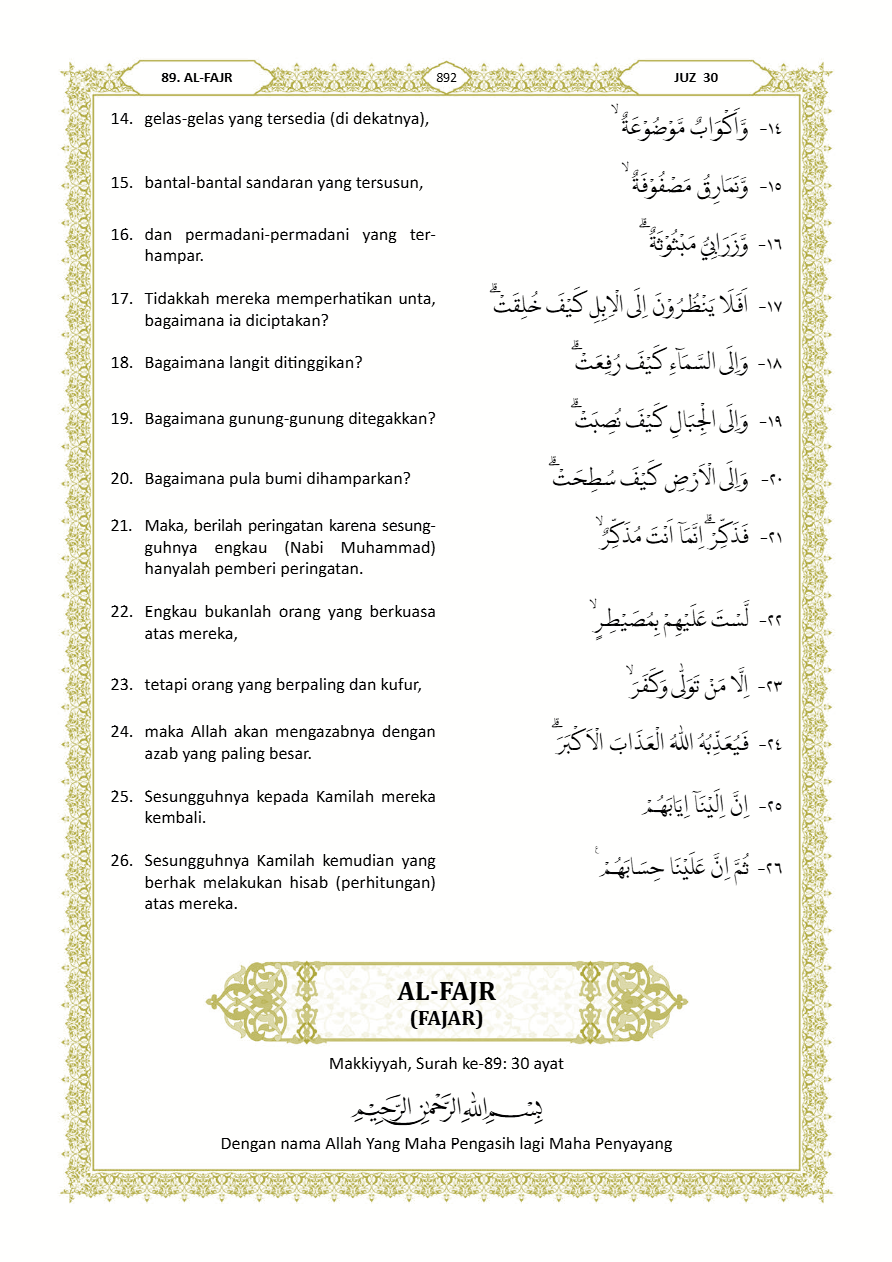 89. AL-FAJR
892
JUZ 30
14. gelas-gelas yang tersedia (di dekatnya),
١٤- وَّاَكْوَابٌ مَّوْضُوْعَةٌ ۙ
15. bantal-bantal sandaran yang tersusun,
١٥- وَّنَمَارِقُ مَصْفُوْفَةٌ ۙ
16. dan permadani-permadani yang ter-
hampar.
١٦- وَّزَرَابِيُّ مَبْثُوْثَةٌ ۗ
17. Tidakkah mereka memperhatikan unta,
bagaimana ia diciptakan?
١٧- اَفَلَا يَنْظُرُوْنَ اِلَى الْاِبِلِ كَيْفَ خُلِقَتْ ۗ
18. Bagaimana langit ditinggikan?
١٨- وَاِلَى السَّمَاۤءِ كَيْفَ رُفِعَتْ ۗ
19. Bagaimana gunung-gunung ditegakkan?
١٩- وَاِلَى الْجِبَالِ كَيْفَ نُصِبَتْ ۗ
20. Bagaimana pula bumi dihamparkan?
٢٠- وَاِلَى الْاَرْضِ كَيْفَ سُطِحَتْ ۗ
21. Maka, berilah peringatan karena sesung-
guhnya engkau (Nabi Muhammad)
hanyalah pemberi peringatan.
٢١- فَذَكِّرْ ۗ اِنَّمَآ اَنْتَ مُذَكِّرٌ ۙ
22. Engkau bukanlah orang yang berkuasa
atas mereka,
٢٢- لَّسْتَ عَلَيْهِمْ بِمُصَيْطِرٍ ۙ
23. tetapi orang yang berpaling dan kufur,
٢٣- اِلَّا مَنْ تَوَلّٰى وَكَفَرَ ۙ
24. maka Allah akan mengazabnya dengan
azab yang paling besar.
٢٤- فَيُعَذِّبُهُ اللّٰهُ الْعَذَابَ الْاَكْبَرَ ۗ
25. Sesungguhnya kepada Kamilah mereka
kembali.
٢٥- اِنَّ اِلَيْنَآ اِيَابَهُمْ
26. Sesungguhnya Kamilah kemudian yang
berhak melakukan hisab (perhitungan)
atas mereka.
٢٦- ثُمَّ اِنَّ عَلَيْنَا حِسَابَهُمْ ࣖ
AL-FAJR
(FAJAR)
Makkiyyah, Surah ke-89: 30 ayat
بِسْمِ اللّٰهِ الرَّحْمٰنِ الرَّحِيْمِ
Dengan nama Allah Yang Maha Pengasih lagi Maha Penyayang